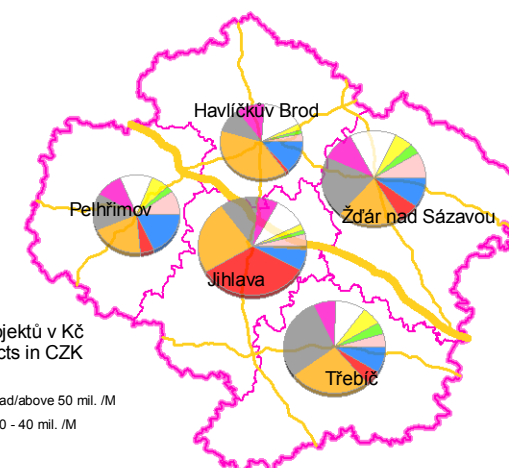 Havlíčkův Brod
Pelhřimov
Žďár nad Sázavou
Jihlava
Třebíč
ojektů v Kč
cts in CZK
ad/above 50 mil. /M
0 - 40 mil. /M